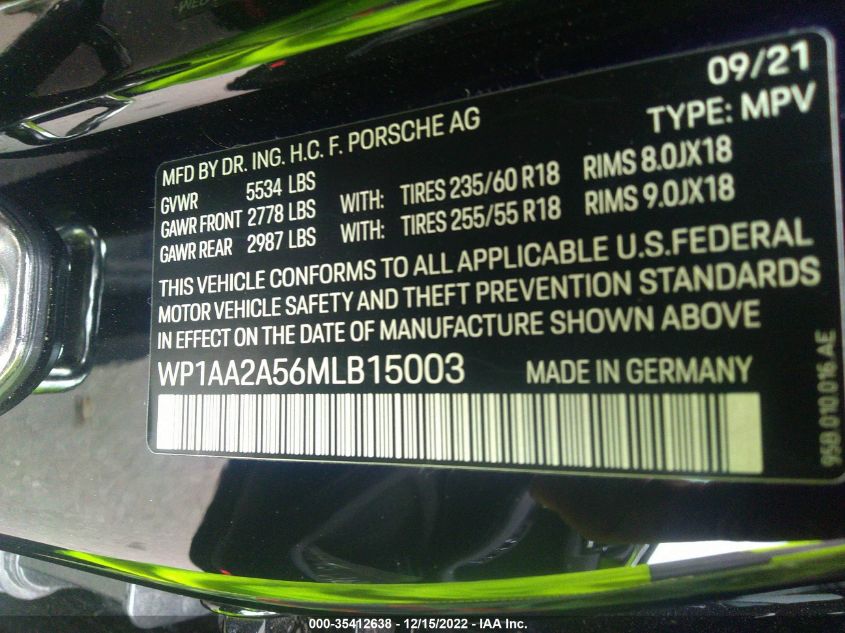 09/21
MFD BY DR. ING. H.C. F. PORSCHE AG TYPE: MPV
GVWR 5534 LBS
GAWR FRONT 2778 LBS WITH: TIRES 235/60 R18 RIMS 8.0JX18
GAWR REAR 2987 LBS WITH: TIRES 255/55 R18 RIMS 9.0JX18
THIS VEHICLE CONFORMS TO ALL APPLICABLE U.S.FEDERAL
MOTOR VEHICLE SAFETY AND THEFT PREVENTION STANDARDS
IN EFFECT ON THE DATE OF MANUFACTURE SHOWN ABOVE
WP1AA2A56MLB15003 MADE IN GERMANY
95B.010.016.AE
000-35412638 - 12/15/2022 - IAA Inc.